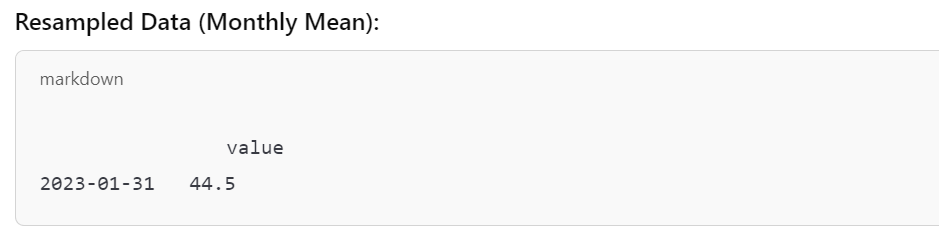 Resampled Data (Monthly Mean):
markdown
value
2023-01-31   44.5